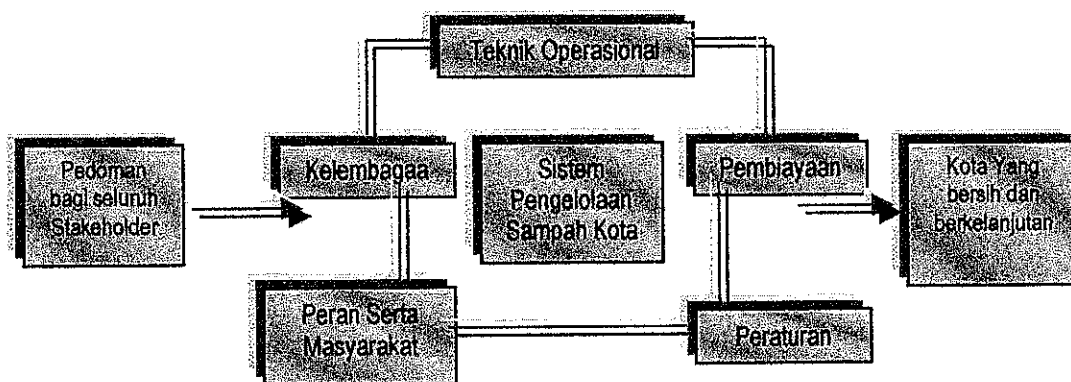 Teknik Operasional
Pedoman
bagi seluruh
Stakeholder
Kelembagaa
Sistem
Pengelolaan
Sampah Kota
Pembiayaan
Kota Yang
bersih dan
berkelanjutan
Peran Serta
Masyarakat
Peraturan